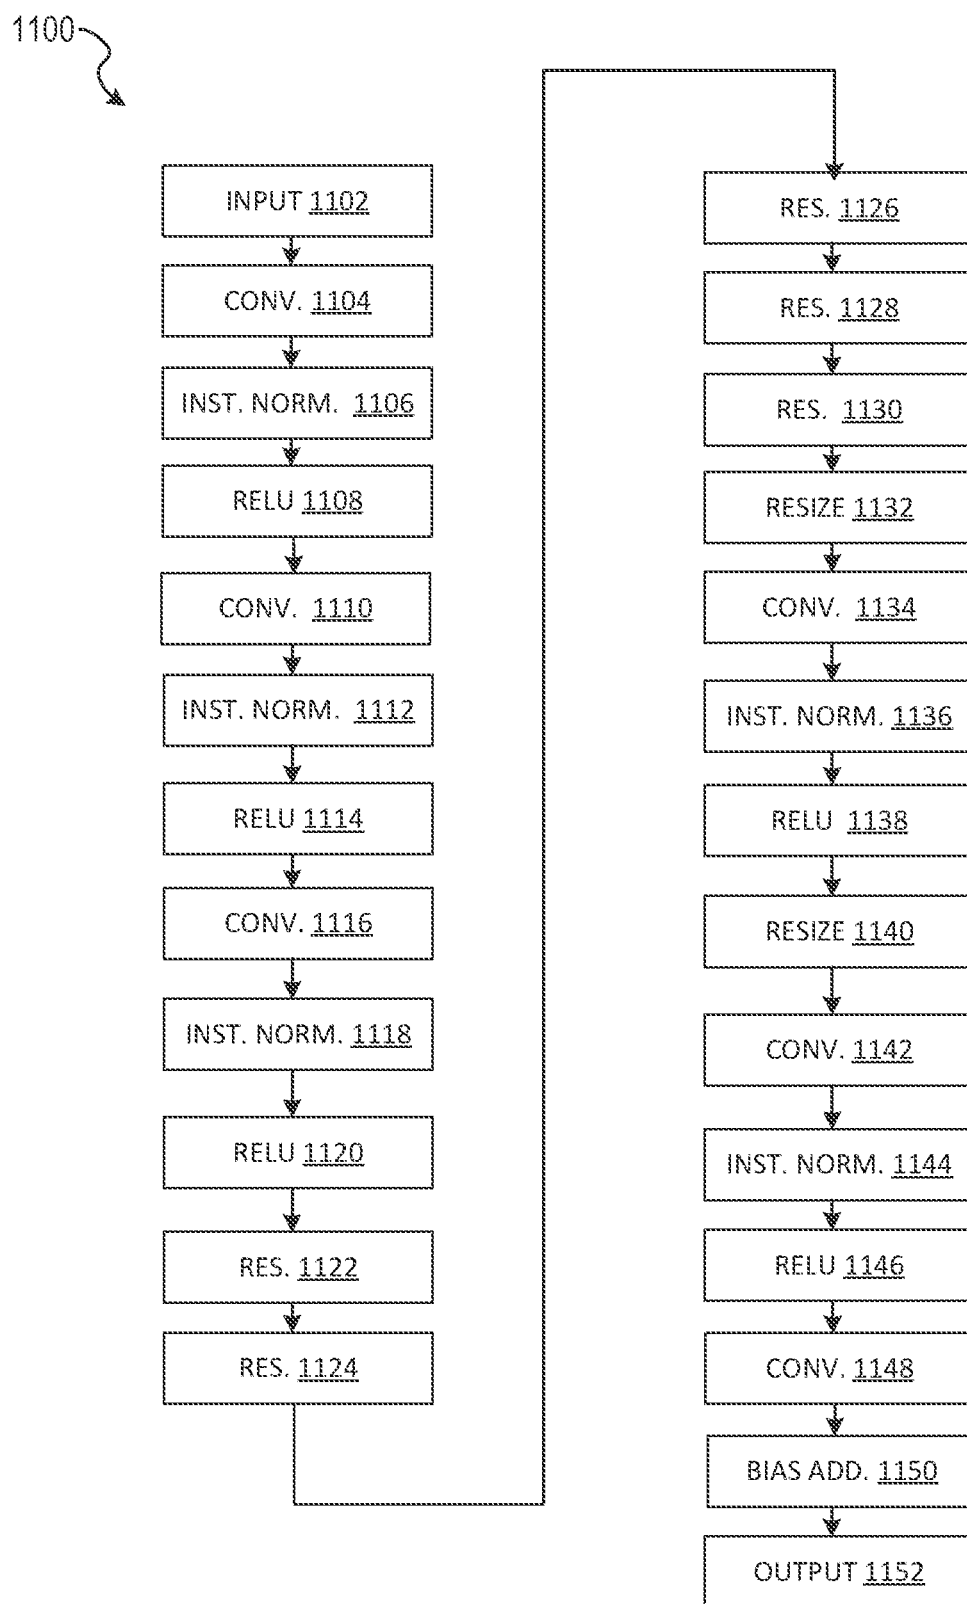 1100
INPUT 1102
CONV. 1104
INST. NORM. 1106
RELU 1108
CONV. 1110
INST. NORM. 1112
RELU 1114
CONV. 1116
INST. NORM. 1118
RELU 1120
RES. 1122
RES. 1124
RES. 1126
RES. 1128
RES. 1130
RESIZE 1132
CONV. 1134
INST. NORM. 1136
RELU 1138
RESIZE 1140
CONV. 1142
INST. NORM. 1144
RELU 1146
CONV. 1148
BIAS ADD. 1150
OUTPUT 1152